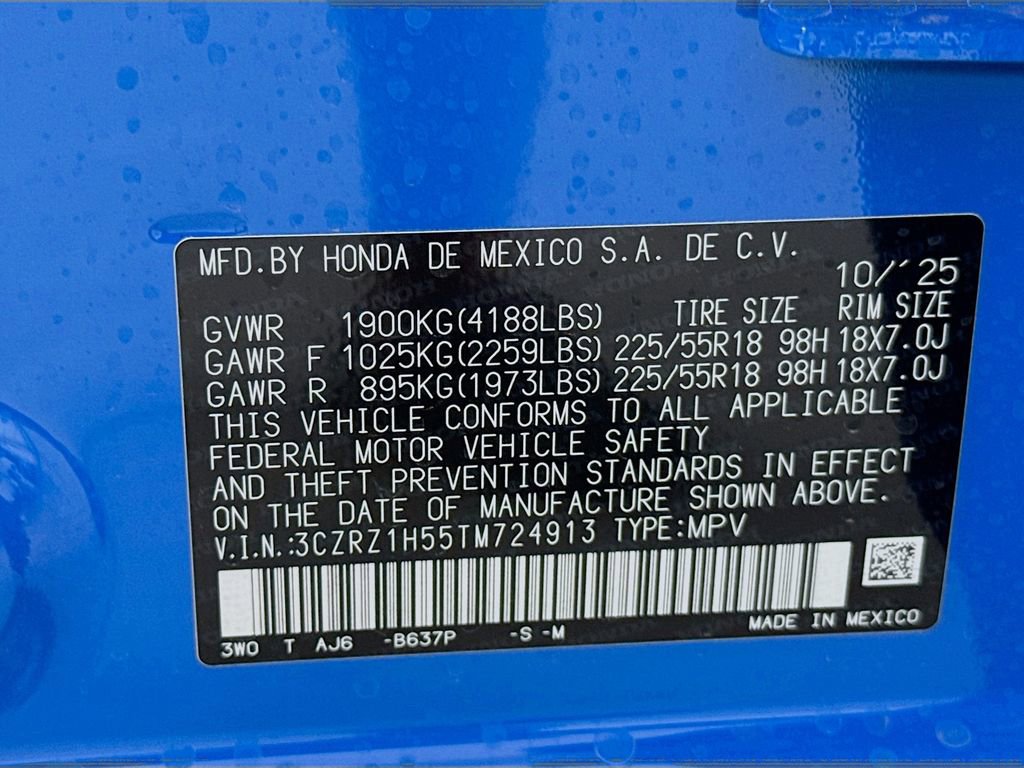 MFD.BY HONDA DE MEXICO S.A. DE C.V.
10/'25
GVWR 1900KG(4188LBS) TIRE SIZE RIM SIZE
GAWR F 1025KG(2259LBS) 225/55R18 98H 18X7.0J
GAWR R 895KG(1973LBS) 225/55R18 98H 18X7.0J
THIS VEHICLE CONFORMS TO ALL APPLICABLE
FEDERAL MOTOR VEHICLE SAFETY
AND THEFT PREVENTION STANDARDS IN EFFECT
ON THE DATE OF MANUFACTURE SHOWN ABOVE.
V.I.N.:3CZRZ1H55TM724913 TYPE:MPV
3W0 T AJ6 -B637P -S -M MADE IN MEXICO